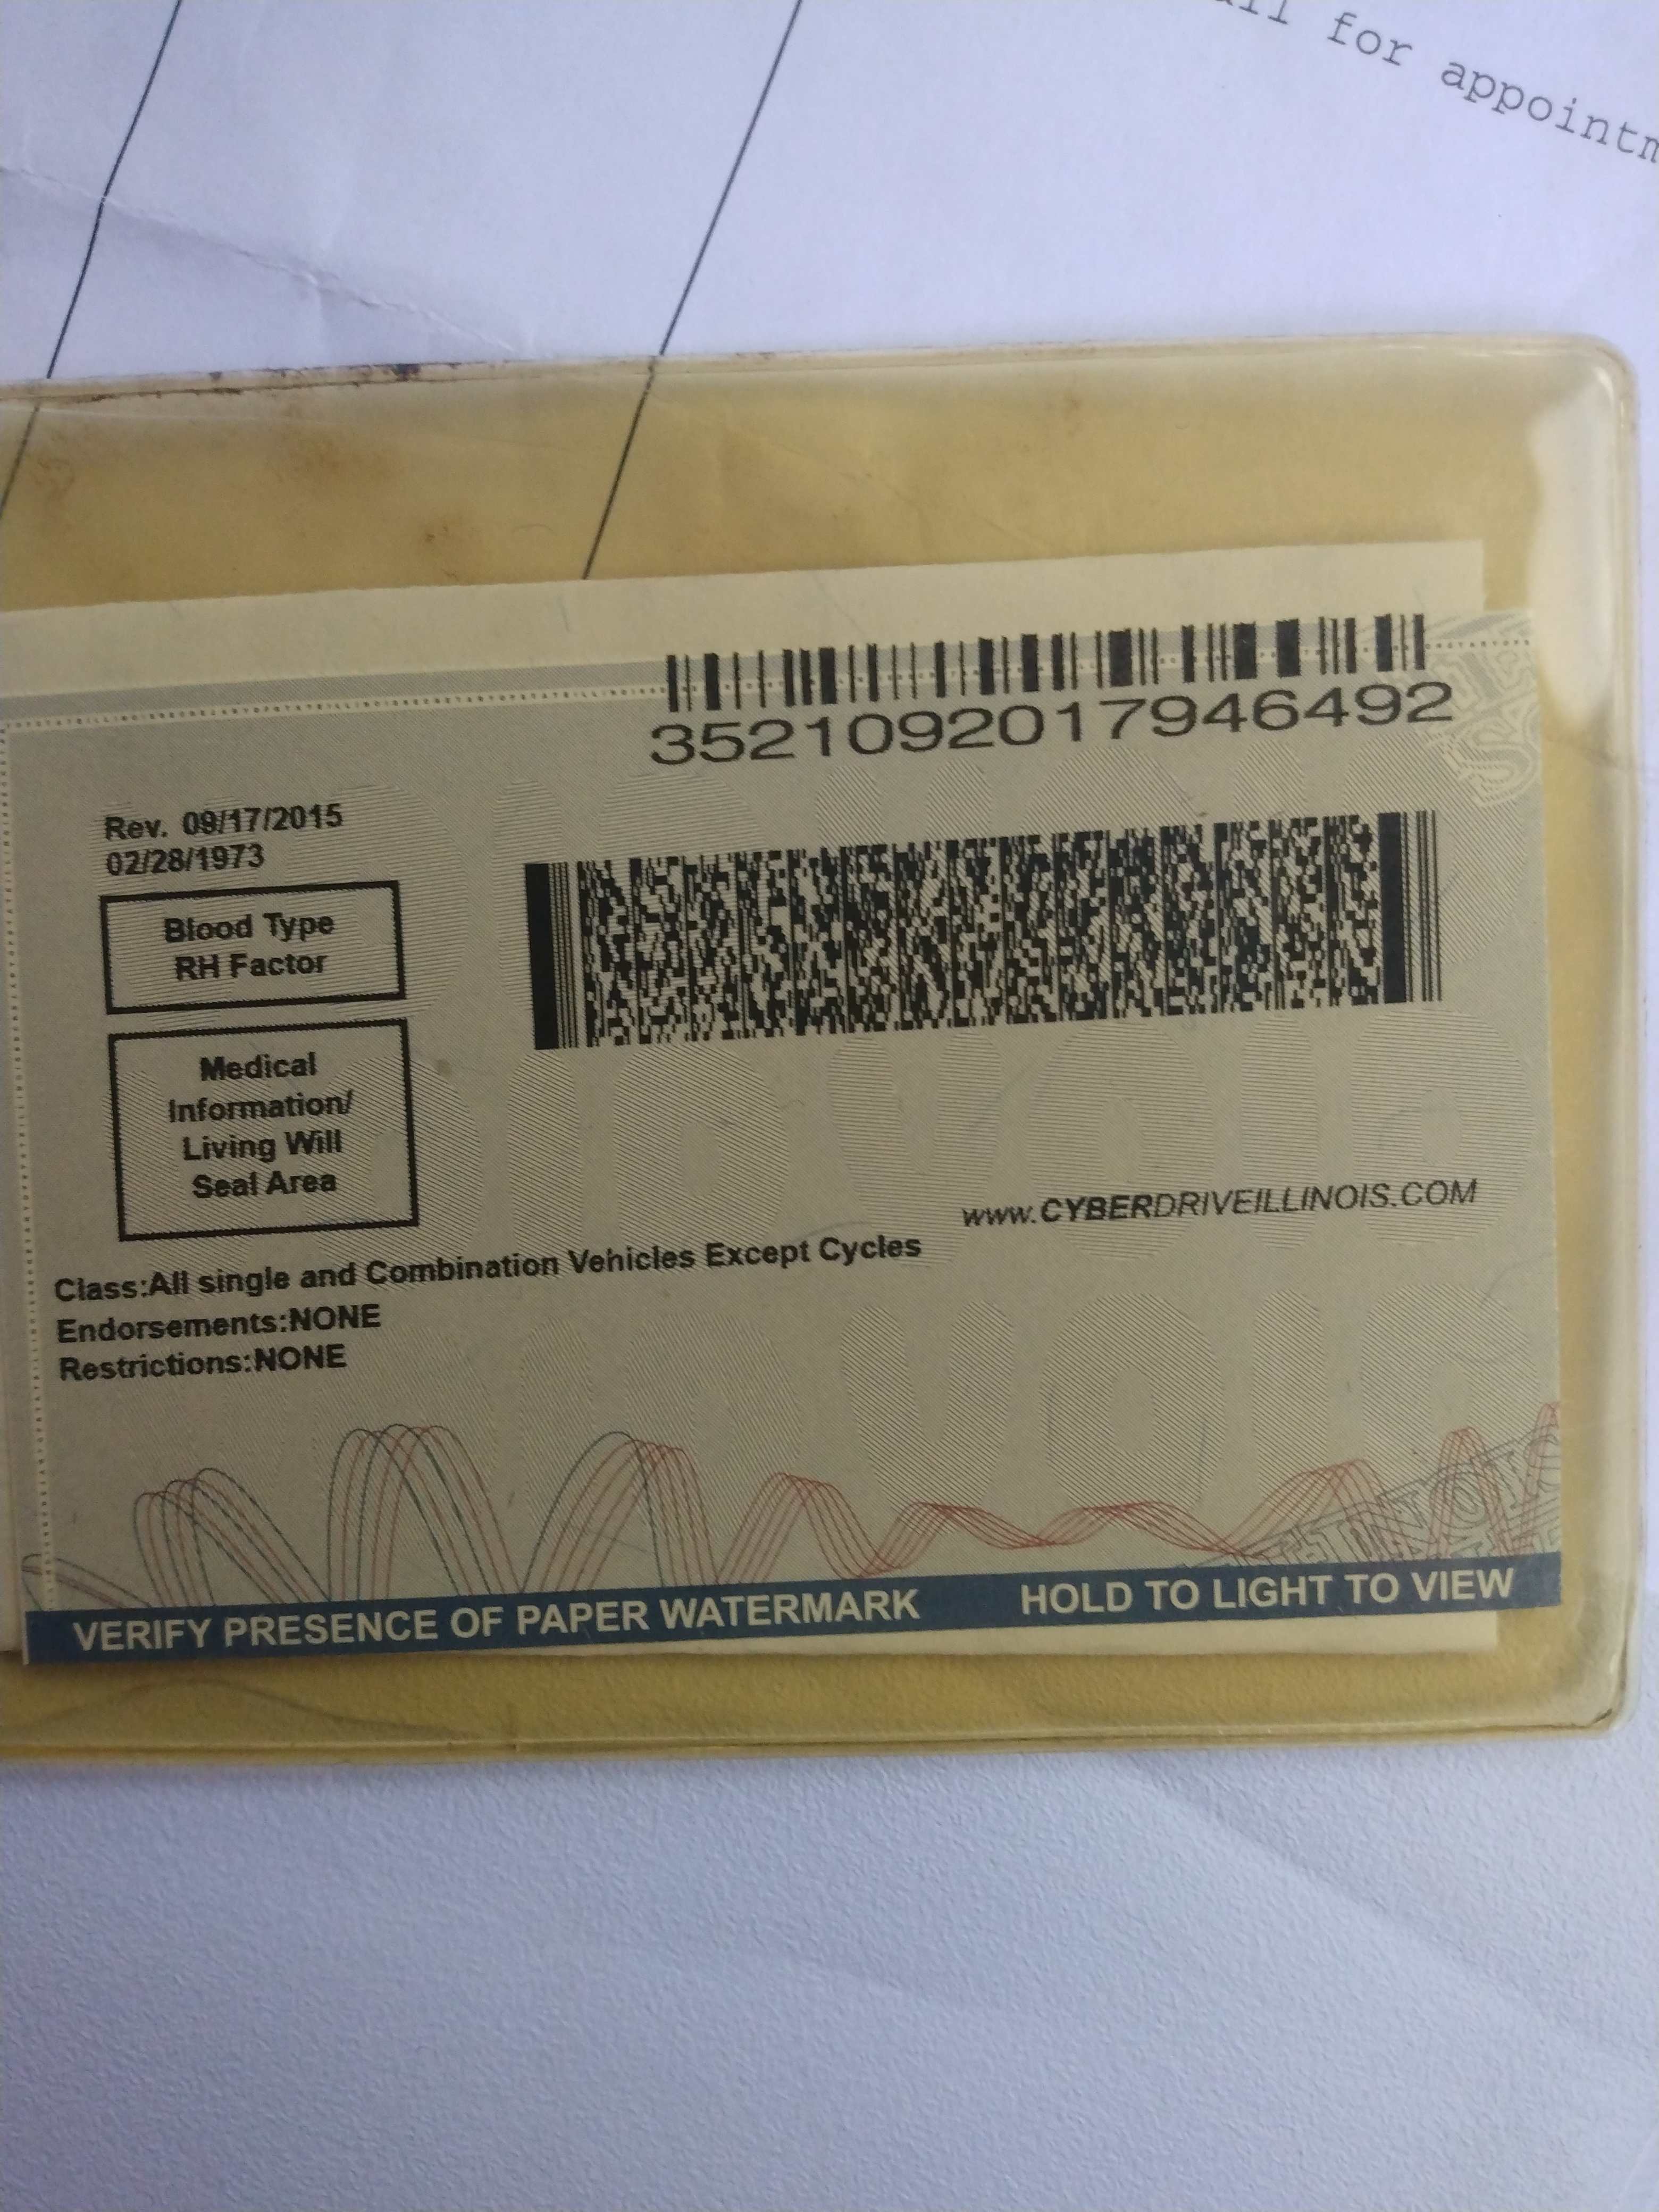 for
3521092017946492
Rev. 09/17/2015
02/28/1973
Blood Type
RH Factor
Medical
Information/
Living Will
Seal Area
www.CYBERDRIVEILLINOIS.COM
Class:All single and Combination Vehicles Except Cycles
Endorsements:NONE
Restrictions:NONE
VERIFY PRESENCE OF PAPER WATERMARK HOLD TO LIGHT TO VIEW